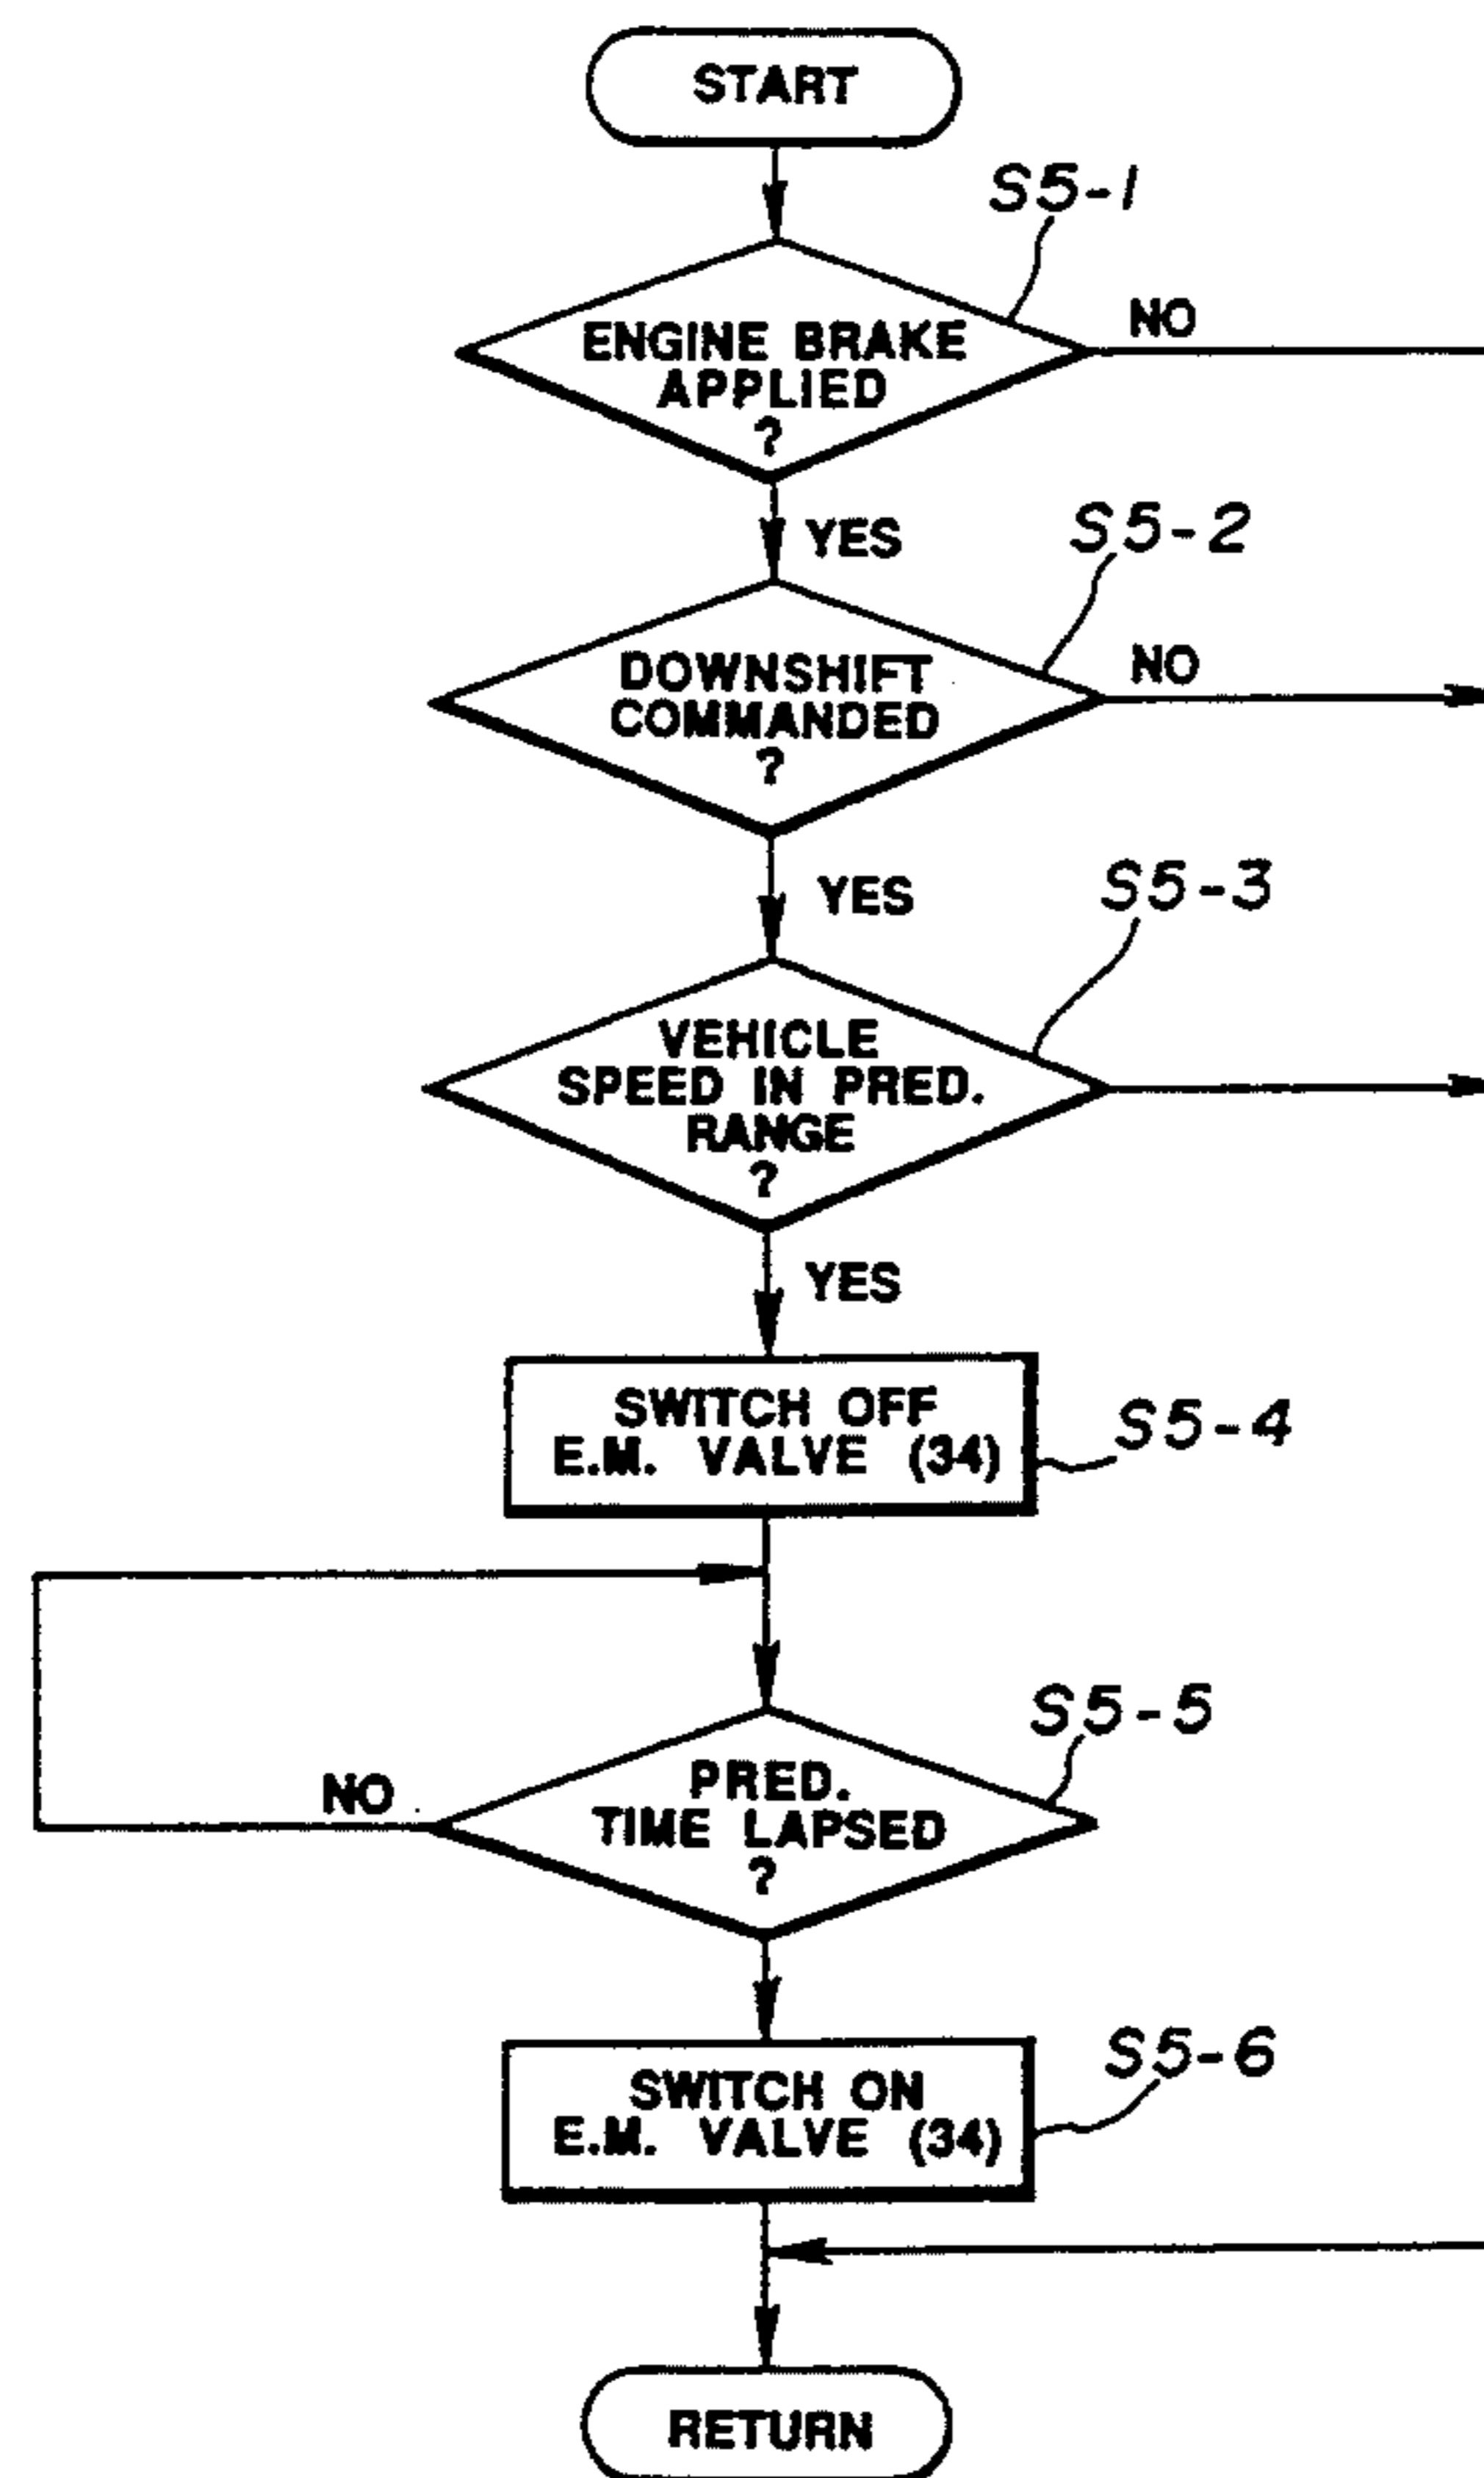 START
S5-1
ENGINE BRAKE
APPLIED
?
NO
YES
S5-2
DOWNSHIFT
COMMANDED
?
NO
YES
S5-3
VEHICLE
SPEED IN PRED.
RANGE
?
YES
SWITCH OFF
E.M. VALVE (34)
S5-4
S5-5
PRED.
TIME LAPSED
?
NO
S5-6
SWITCH ON
E.M. VALVE (34)
RETURN